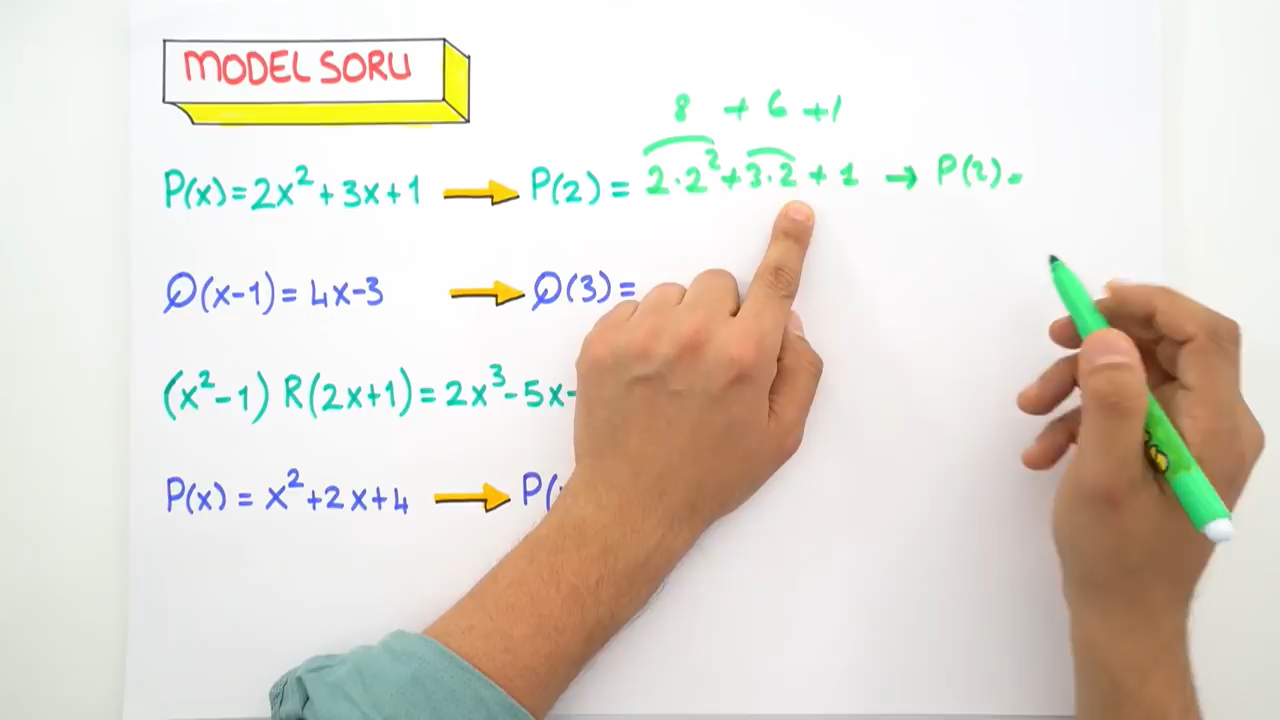 MODEL SORU
8 + 6 + 1
P(x) = 2x² + 3x + 1 → P(2) = 2·2² + 3·2 + 1 → P(2) =
Q(x-1) = 4x-3 → Q(3) =
(x²-1) R(2x+1) = 2x³-5x-
P(x) = x²+2x+4 → P(